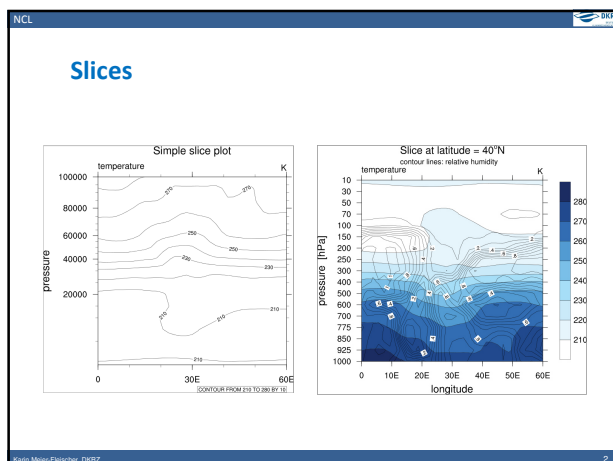 NCL
DKRZ
Slices
Simple slice plot
temperature K
100000
80000
60000
40000
20000
pressure
270
270
250
250
230
230
210
210
210
0 30E 60E
CONTOUR FROM 210 TO 280 BY 10
Slice at latitude = 40°N
contour lines: relative humidity
temperature K
10
30
50
70
100
150
200
250
300
400
500
600
700
775
850
925
1000
pressure [hPa]
0 10E 20E 30E 40E 50E 60E
longitude
280
270
260
250
240
230
220
210
Karin Meier-Fleischer, DKRZ 2